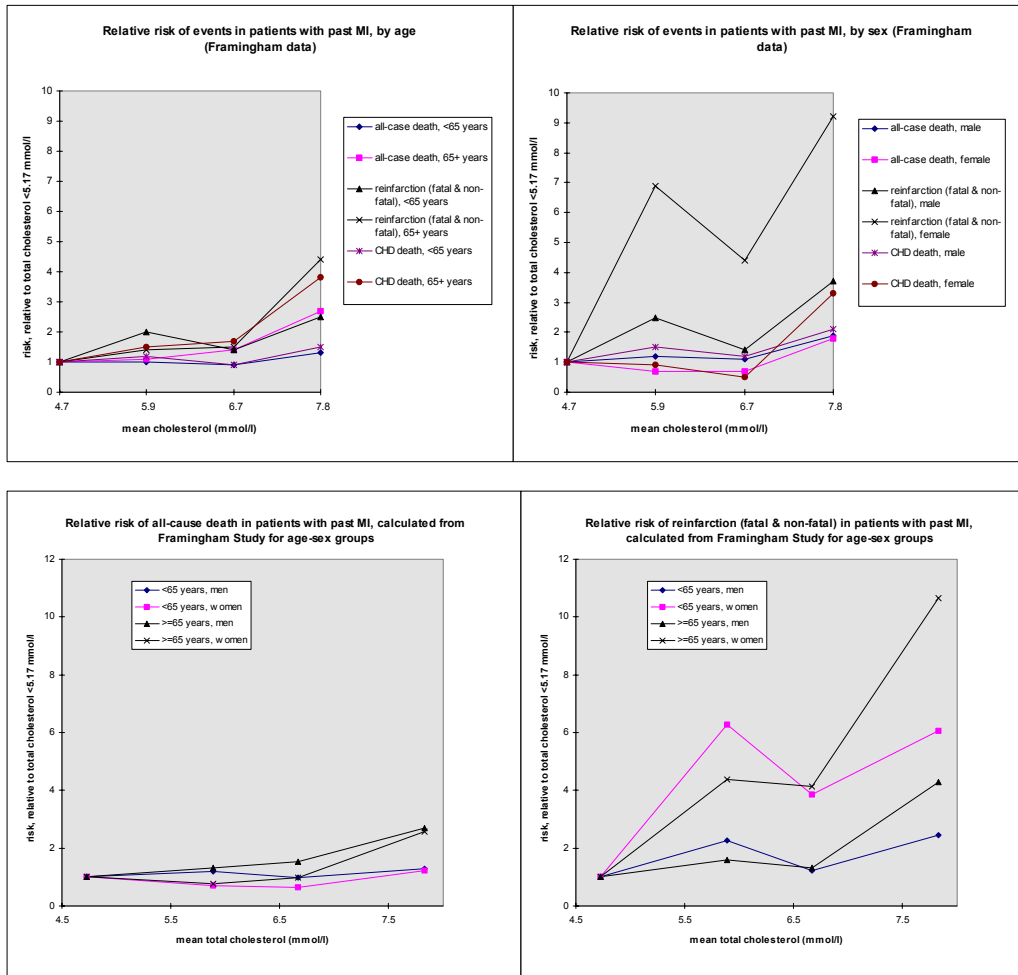 Relative risk of events in patients with past MI, by age
(Framingham data)
10
9
8
7
6
5
4
3
2
1
0
4.7 5.9 6.7 7.8
mean cholesterol (mmol/l)
risk, relative to total cholesterol <5.17 mmol/l
all-case death, <65 years
all-case death, 65+ years
reinfarction (fatal & non-
fatal), <65 years
reinfarction (fatal & non-
fatal), 65+ years
CHD death, <65 years
CHD death, 65+ years
Relative risk of events in patients with past MI, by sex (Framingham
data)
10
9
8
7
6
5
4
3
2
1
0
4.7 5.9 6.7 7.8
mean cholesterol (mmol/l)
risk, relative to total cholesterol <5.17 mmol/l
all-case death, male
all-case death, female
reinfarction (fatal & non-
fatal), male
reinfarction (fatal & non-
fatal), female
CHD death, male
CHD death, female
Relative risk of all-cause death in patients with past MI, calculated from
Framingham Study for age-sex groups
12
10
8
6
4
2
0
4.5 5.5 6.5 7.5
mean total cholesterol (mmol/l)
risk, relative to total cholesterol <5.17 mmol/l
<65 years, men
<65 years, women
>=65 years, men
>=65 years, women
Relative risk of reinfarction (fatal & non-fatal) in patients with past MI,
calculated from Framingham Study for age-sex groups
12
10
8
6
4
2
0
4.5 5.5 6.5 7.5
mean total cholesterol (mmol/l)
risk, relative to total cholesterol <5.17 mmol/l
<65 years, men
<65 years, women
>=65 years, men
>=65 years, women